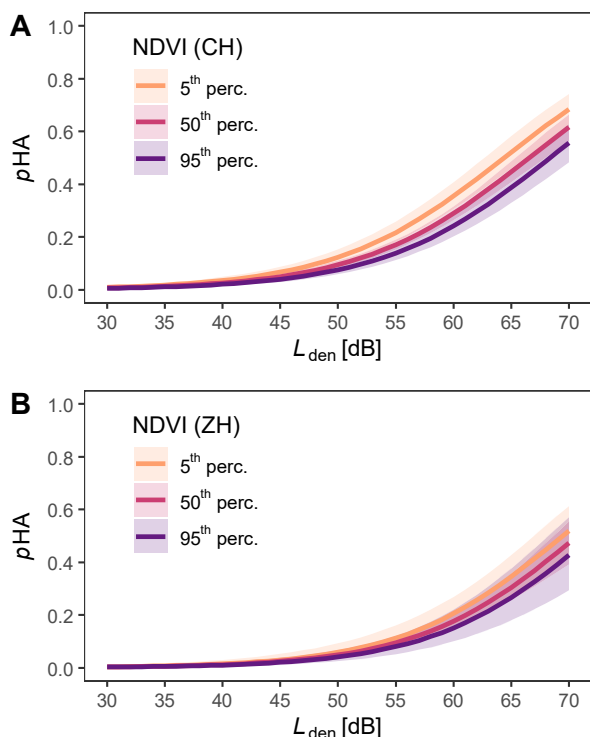 A
NDVI (CH)
5th perc.
50th perc.
95th perc.
pHA
1.0
0.8
0.6
0.4
0.2
0.0
30 35 40 45 50 55 60 65 70
Lden [dB]
B
NDVI (ZH)
5th perc.
50th perc.
95th perc.
pHA
1.0
0.8
0.6
0.4
0.2
0.0
30 35 40 45 50 55 60 65 70
Lden [dB]